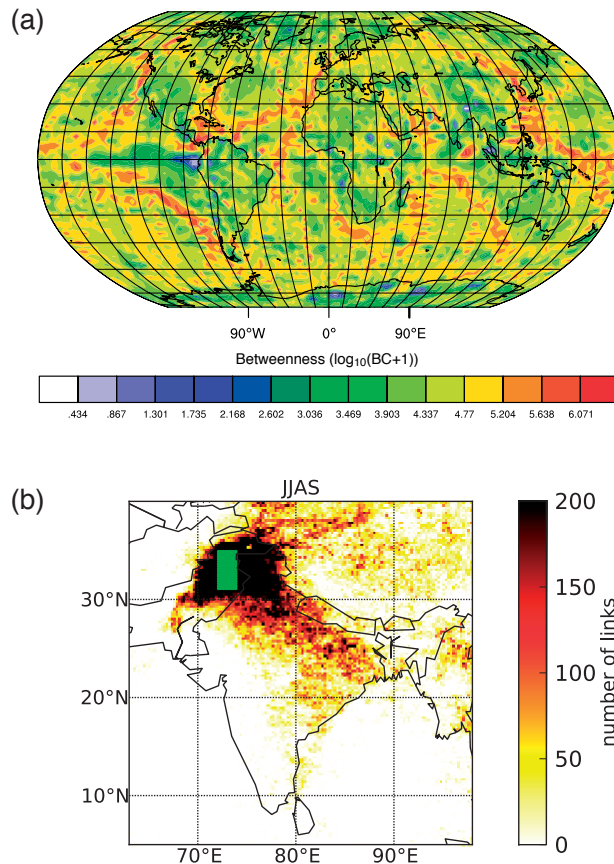 (a)
90°W 0° 90°E
Betweenness (log₁₀(BC+1))
.434 .867 1.301 1.735 2.168 2.602 3.036 3.469 3.903 4.337 4.77 5.204 5.638 6.071
(b)
JJAS
200
150
100
50
0
number of links
30°N
20°N
10°N
70°E 80°E 90°E